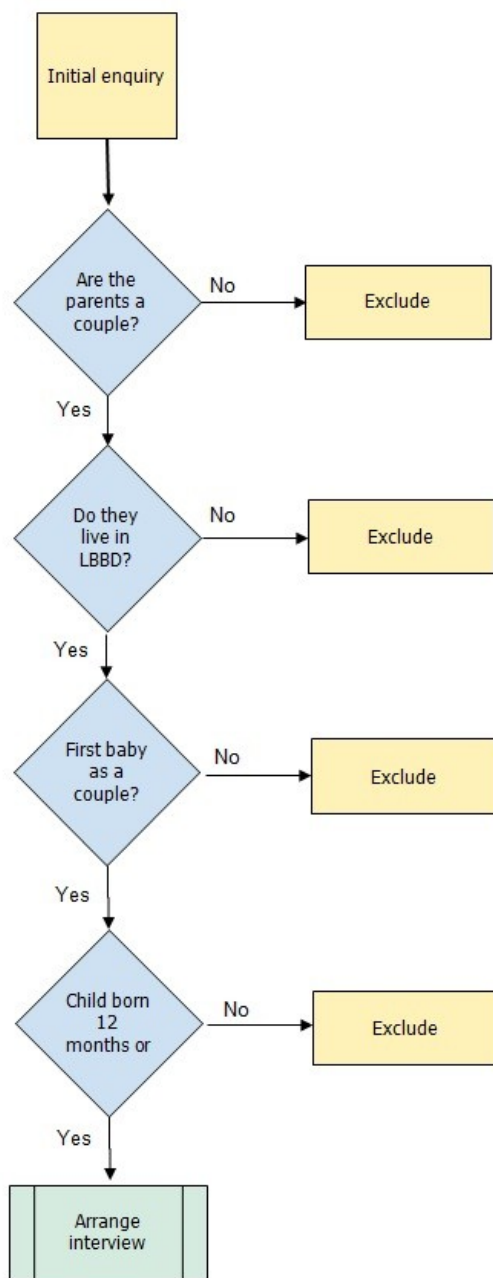 Initial enquiry
Are the
parents a
couple?
No
Exclude
Yes
Do they
live in
LBBD?
No
Exclude
Yes
First baby
as a
couple?
No
Exclude
Yes
Child born
12
months or
No
Exclude
Yes
Arrange
interview